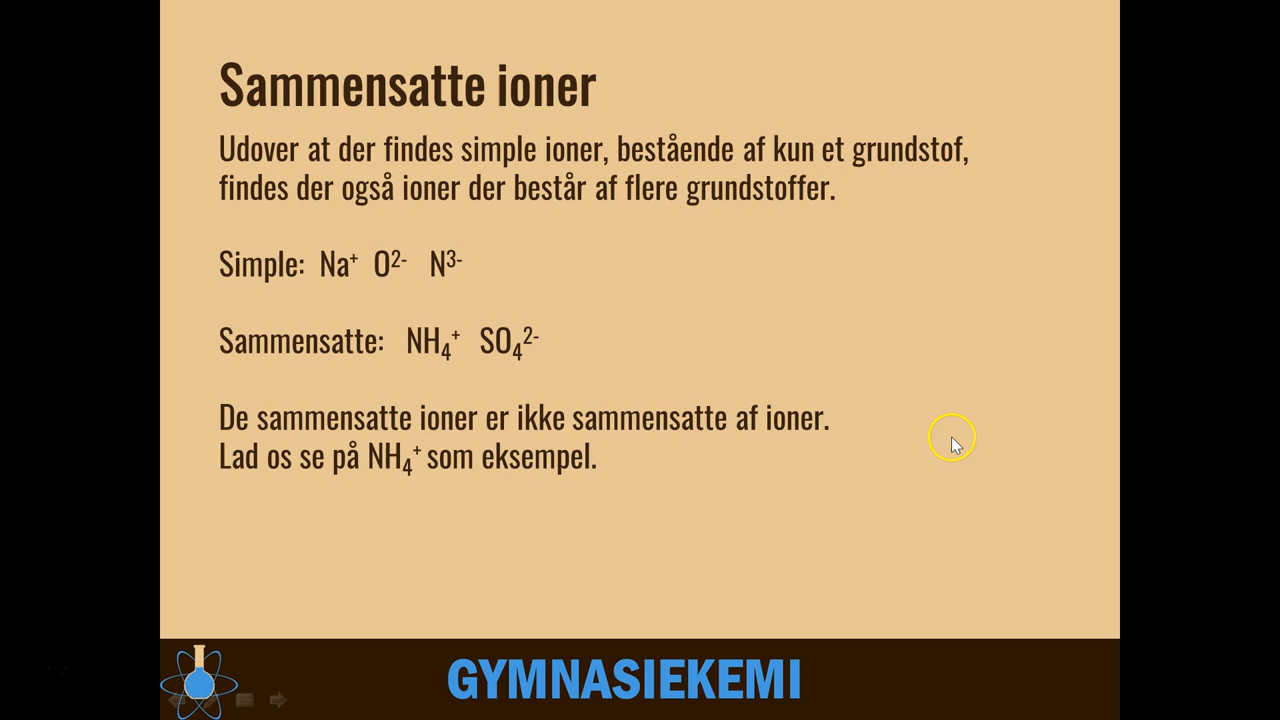 Sammensatte ioner
Udover at der findes simple ioner, bestående af kun et grundstof,
findes der også ioner der består af flere grundstoffer.
Simple: Na⁺ O²⁻ N³⁻
Sammensatte: NH₄⁺ SO₄²⁻
De sammensatte ioner er ikke sammensatte af ioner.
Lad os se på NH₄⁺ som eksempel.
GYMNASIEKEMI